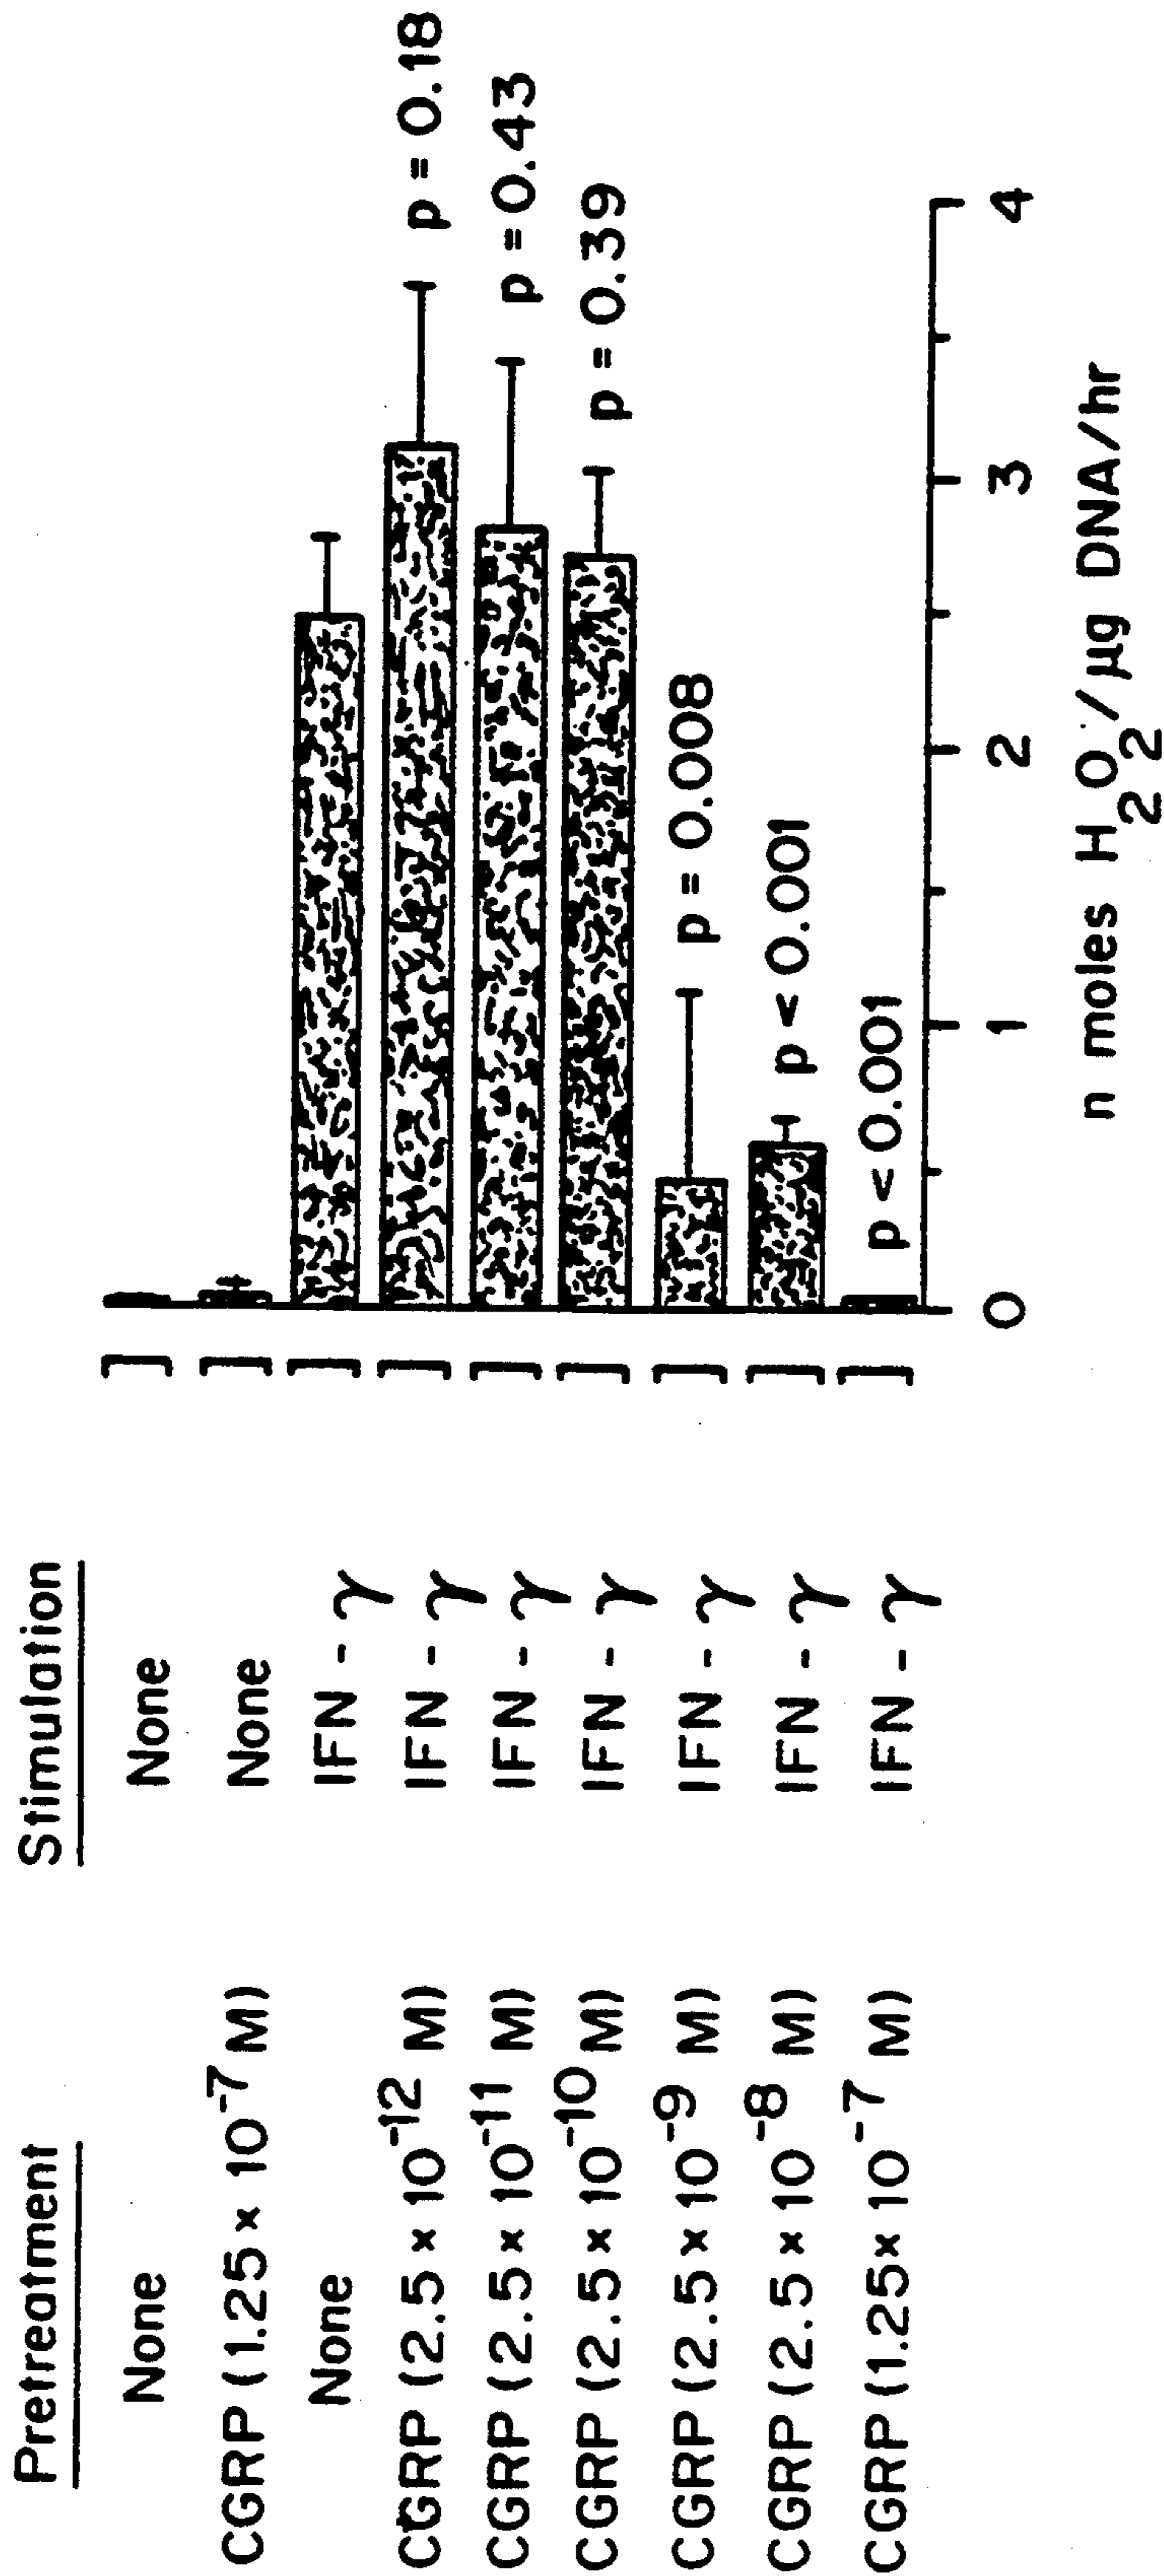 Pretreatment Stimulation
None None
CGRP (1.25 × 10⁻⁷ M) None
None IFN - γ
CGRP (2.5 × 10⁻¹² M) IFN - γ p = 0.18
CGRP (2.5 × 10⁻¹¹ M) IFN - γ p = 0.43
CGRP (2.5 × 10⁻¹⁰ M) IFN - γ p = 0.39
CGRP (2.5 × 10⁻⁹ M) IFN - γ p = 0.008
CGRP (2.5 × 10⁻⁸ M) IFN - γ p < 0.001
CGRP (1.25 × 10⁻⁷ M) IFN - γ p < 0.001
0 1 2 3 4
n moles H₂O₂/μg DNA/hr